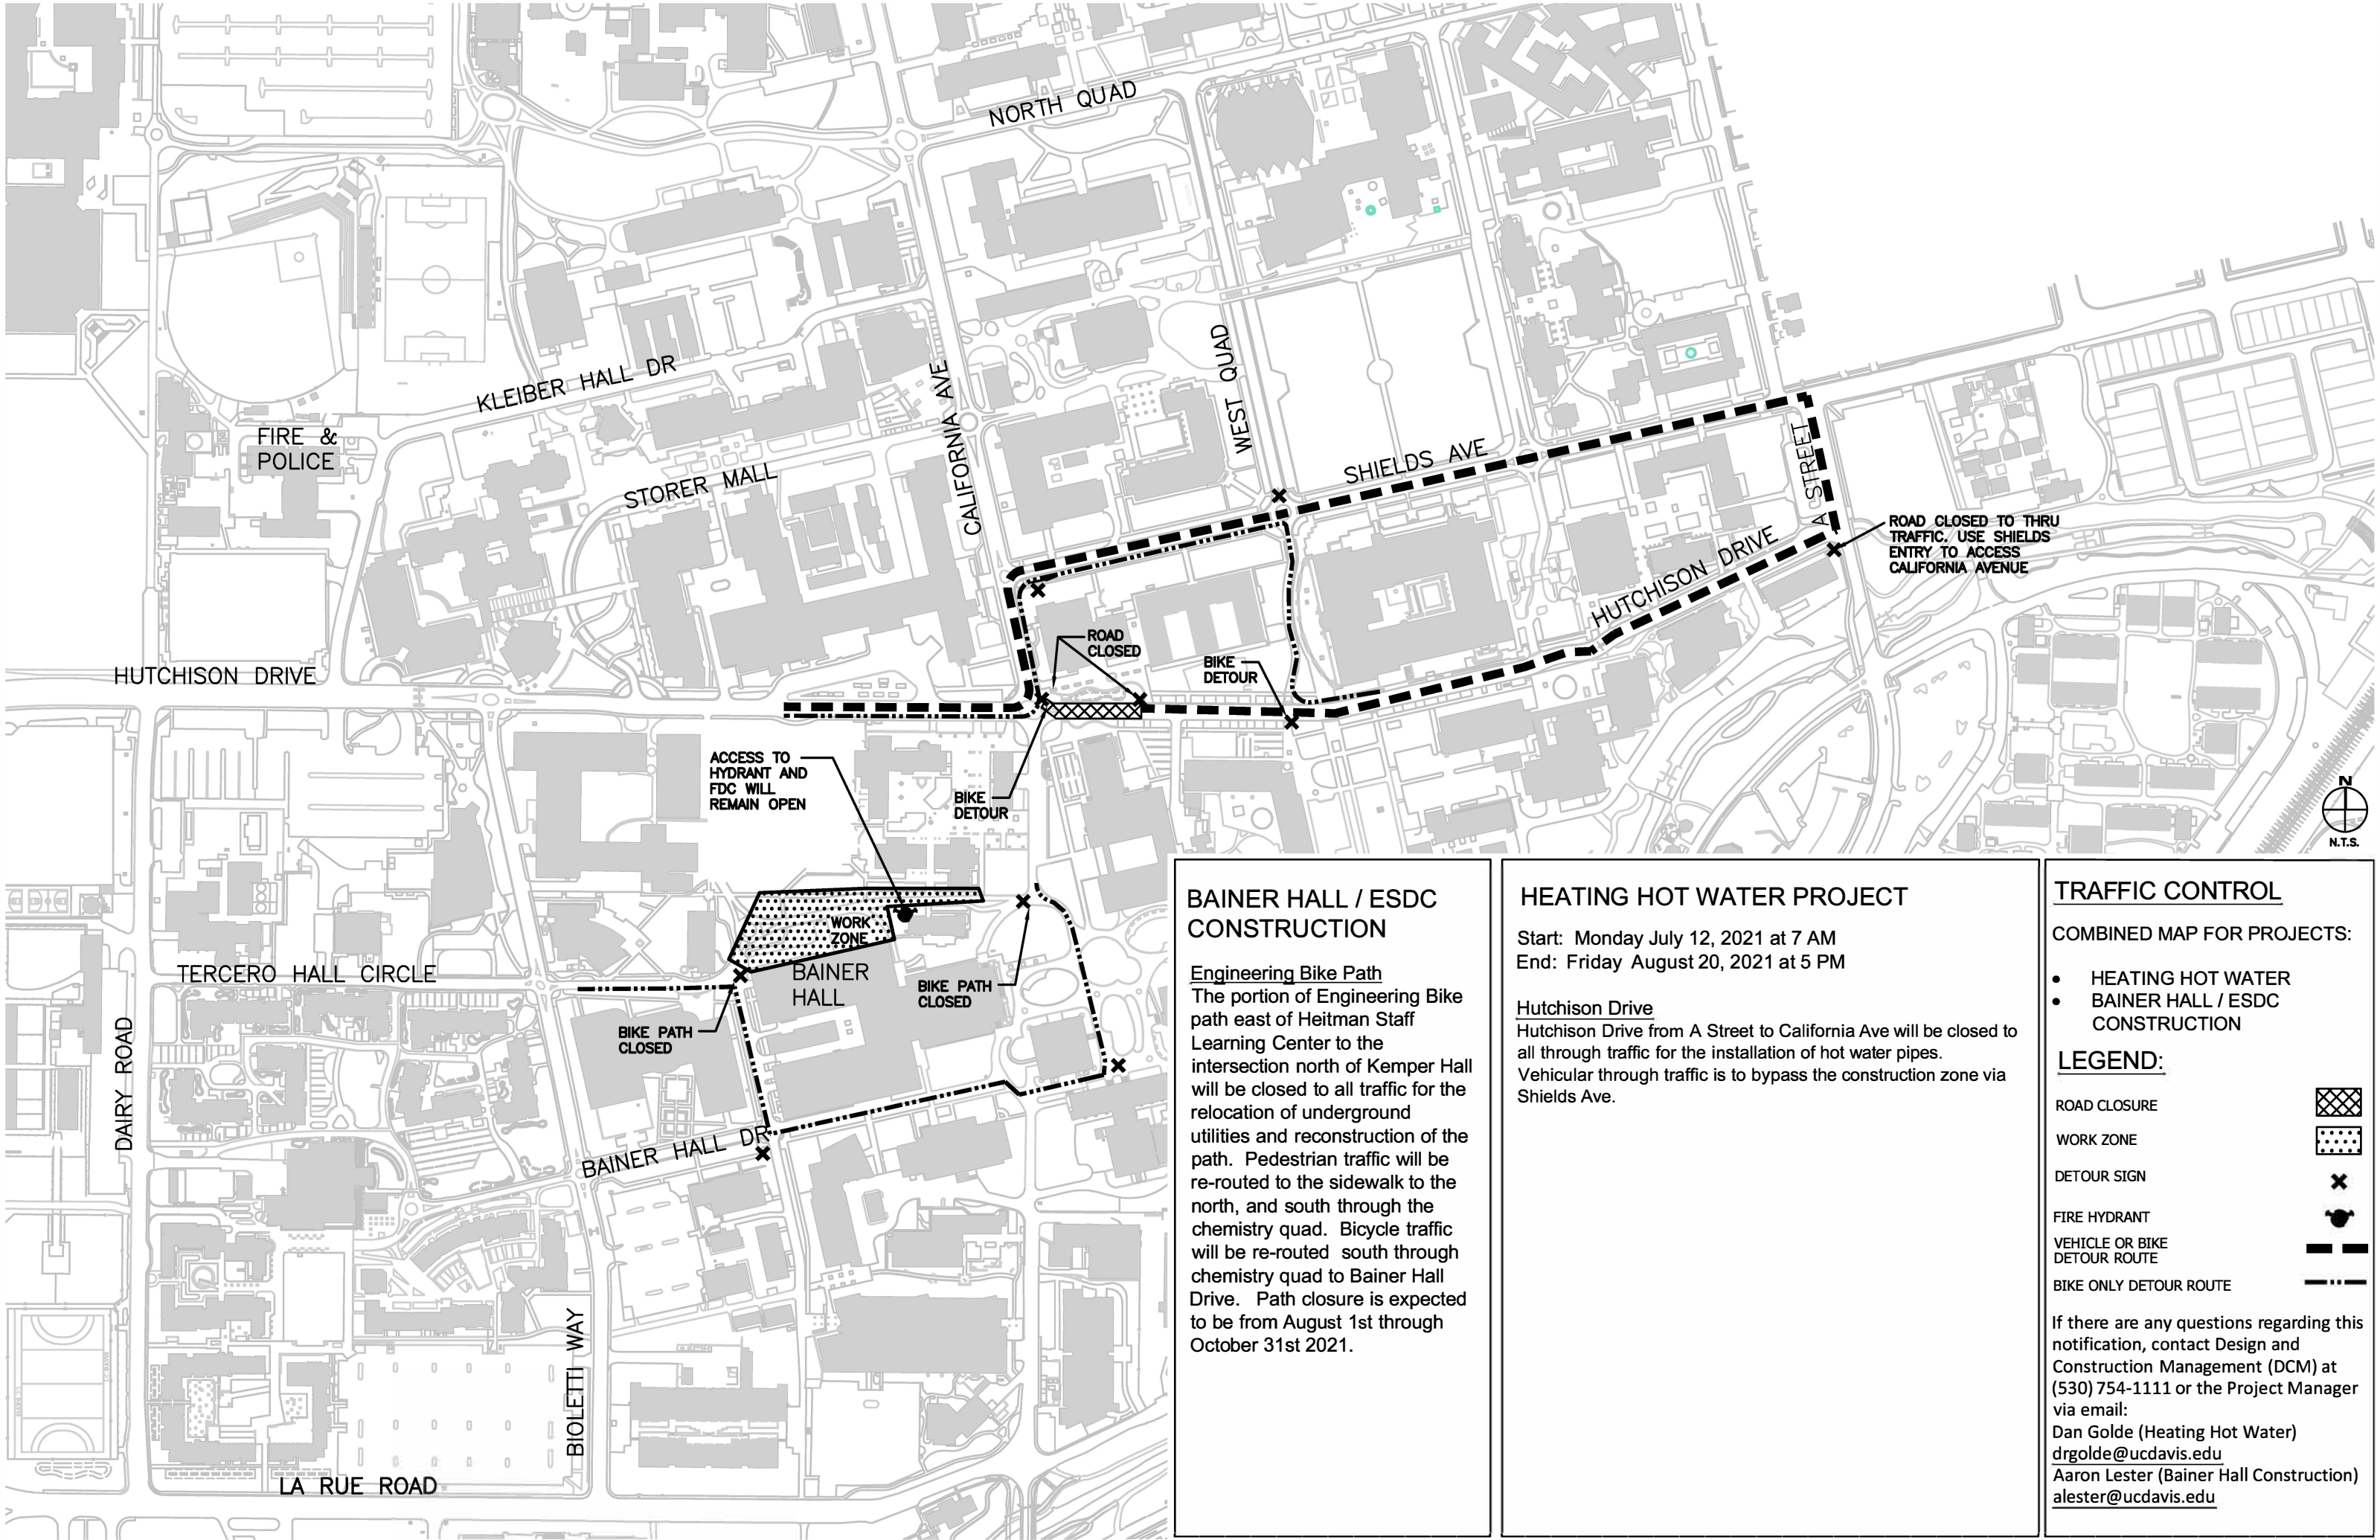 NORTH QUAD
KLEIBER HALL DR
FIRE &
POLICE
STORER MALL
CALIFORNIA AVE
WEST QUAD
SHIELDS AVE
A STREET
HUTCHISON DRIVE
ROAD CLOSED TO THRU
TRAFFIC. USE SHIELDS
ENTRY TO ACCESS
CALIFORNIA AVENUE
ROAD
CLOSED
BIKE
DETOUR
HUTCHISON DRIVE
ACCESS TO
HYDRANT AND
FDC WILL
REMAIN OPEN
BIKE
DETOUR
N
N.T.S.
WORK
ZONE
TERCERO HALL CIRCLE
BAINER
HALL
BIKE PATH
CLOSED
BIKE PATH
CLOSED
DAIRY ROAD
BAINER HALL DR
BIOLETTI WAY
LA RUE ROAD
BAINER HALL / ESDC
CONSTRUCTION
Engineering Bike Path
The portion of Engineering Bike
path east of Heitman Staff
Learning Center to the
intersection north of Kemper Hall
will be closed to all traffic for the
relocation of underground
utilities and reconstruction of the
path. Pedestrian traffic will be
re-routed to the sidewalk to the
north, and south through the
chemistry quad. Bicycle traffic
will be re-routed south through
chemistry quad to Bainer Hall
Drive. Path closure is expected
to be from August 1st through
October 31st 2021.
HEATING HOT WATER PROJECT
Start: Monday July 12, 2021 at 7 AM
End: Friday August 20, 2021 at 5 PM
Hutchison Drive
Hutchison Drive from A Street to California Ave will be closed to
all through traffic for the installation of hot water pipes.
Vehicular through traffic is to bypass the construction zone via
Shields Ave.
TRAFFIC CONTROL
COMBINED MAP FOR PROJECTS:
• HEATING HOT WATER
• BAINER HALL / ESDC
CONSTRUCTION
LEGEND:
ROAD CLOSURE
WORK ZONE
DETOUR SIGN
FIRE HYDRANT
VEHICLE OR BIKE
DETOUR ROUTE
BIKE ONLY DETOUR ROUTE
If there are any questions regarding this
notification, contact Design and
Construction Management (DCM) at
(530) 754-1111 or the Project Manager
via email:
Dan Golde (Heating Hot Water)
drgolde@ucdavis.edu
Aaron Lester (Bainer Hall Construction)
alester@ucdavis.edu